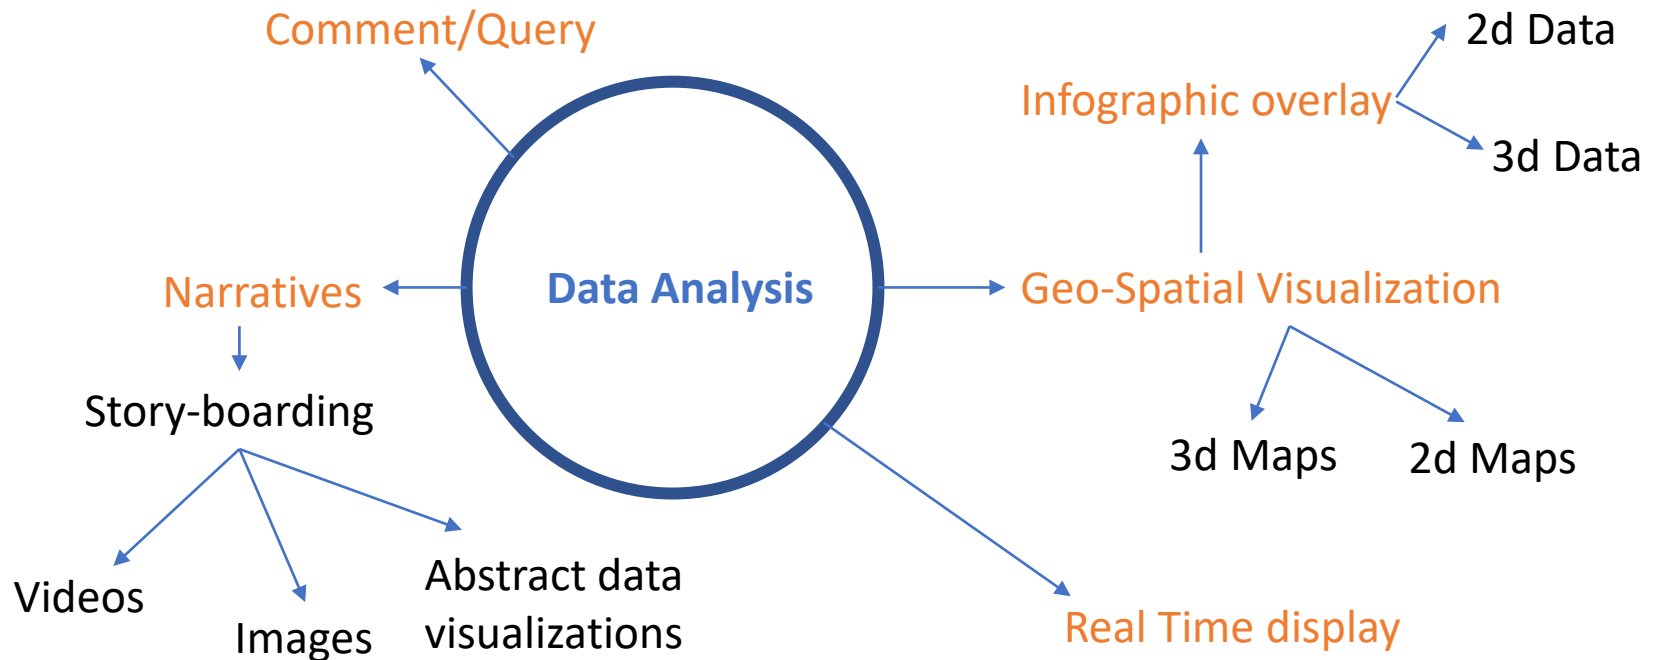 Comment/Query
2d Data
Infographic overlay
3d Data
Narratives
Data Analysis
Geo-Spatial Visualization
Story-boarding
3d Maps
2d Maps
Videos
Images
Abstract data
visualizations
Real Time display